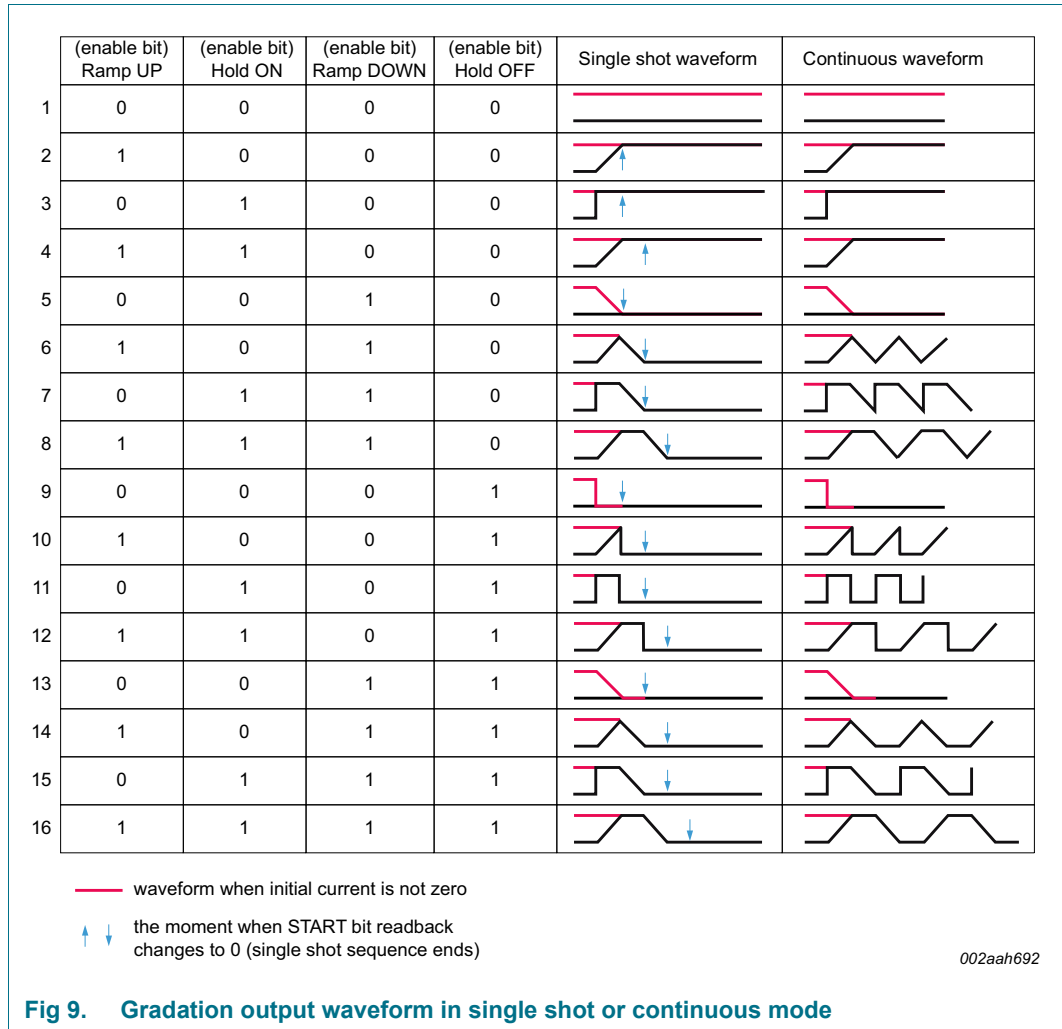 (enable bit) Ramp UP (enable bit) Hold ON (enable bit) Ramp DOWN (enable bit) Hold OFF Single shot waveform Continuous waveform
1 0 0 0 0
2 1 0 0 0
3 0 1 0 0
4 1 1 0 0
5 0 0 1 0
6 1 0 1 0
7 0 1 1 0
8 1 1 1 0
9 0 0 0 1
10 1 0 0 1
11 0 1 0 1
12 1 1 0 1
13 0 0 1 1
14 1 0 1 1
15 0 1 1 1
16 1 1 1 1
waveform when initial current is not zero
the moment when START bit readback
changes to 0 (single shot sequence ends)
002aah692
Fig 9. Gradation output waveform in single shot or continuous mode